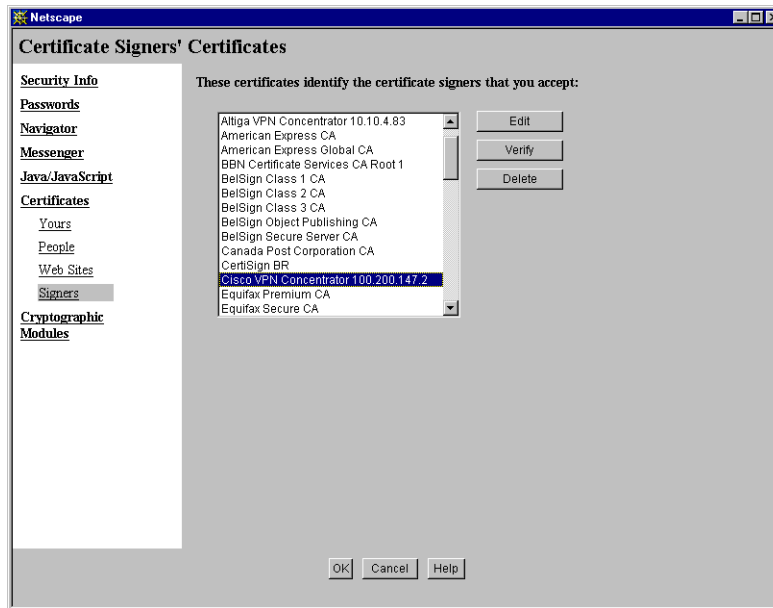 Netscape
Certificate Signers' Certificates
Security Info
Passwords
Navigator
Messenger
Java/JavaScript
Certificates
Yours
People
Web Sites
Signers
Cryptographic
Modules
These certificates identify the certificate signers that you accept:
Altiga VPN Concentrator 10.10.4.83
American Express CA
American Express Global CA
BBN Certificate Services CA Root 1
BelSign Class 1 CA
BelSign Class 2 CA
BelSign Class 3 CA
BelSign Object Publishing CA
BelSign Secure Server CA
Canada Post Corporation CA
CertiSign BR
Cisco VPN Concentrator 100.200.147.2
Equifax Premium CA
Equifax Secure CA
Edit
Verify
Delete
OK
Cancel
Help